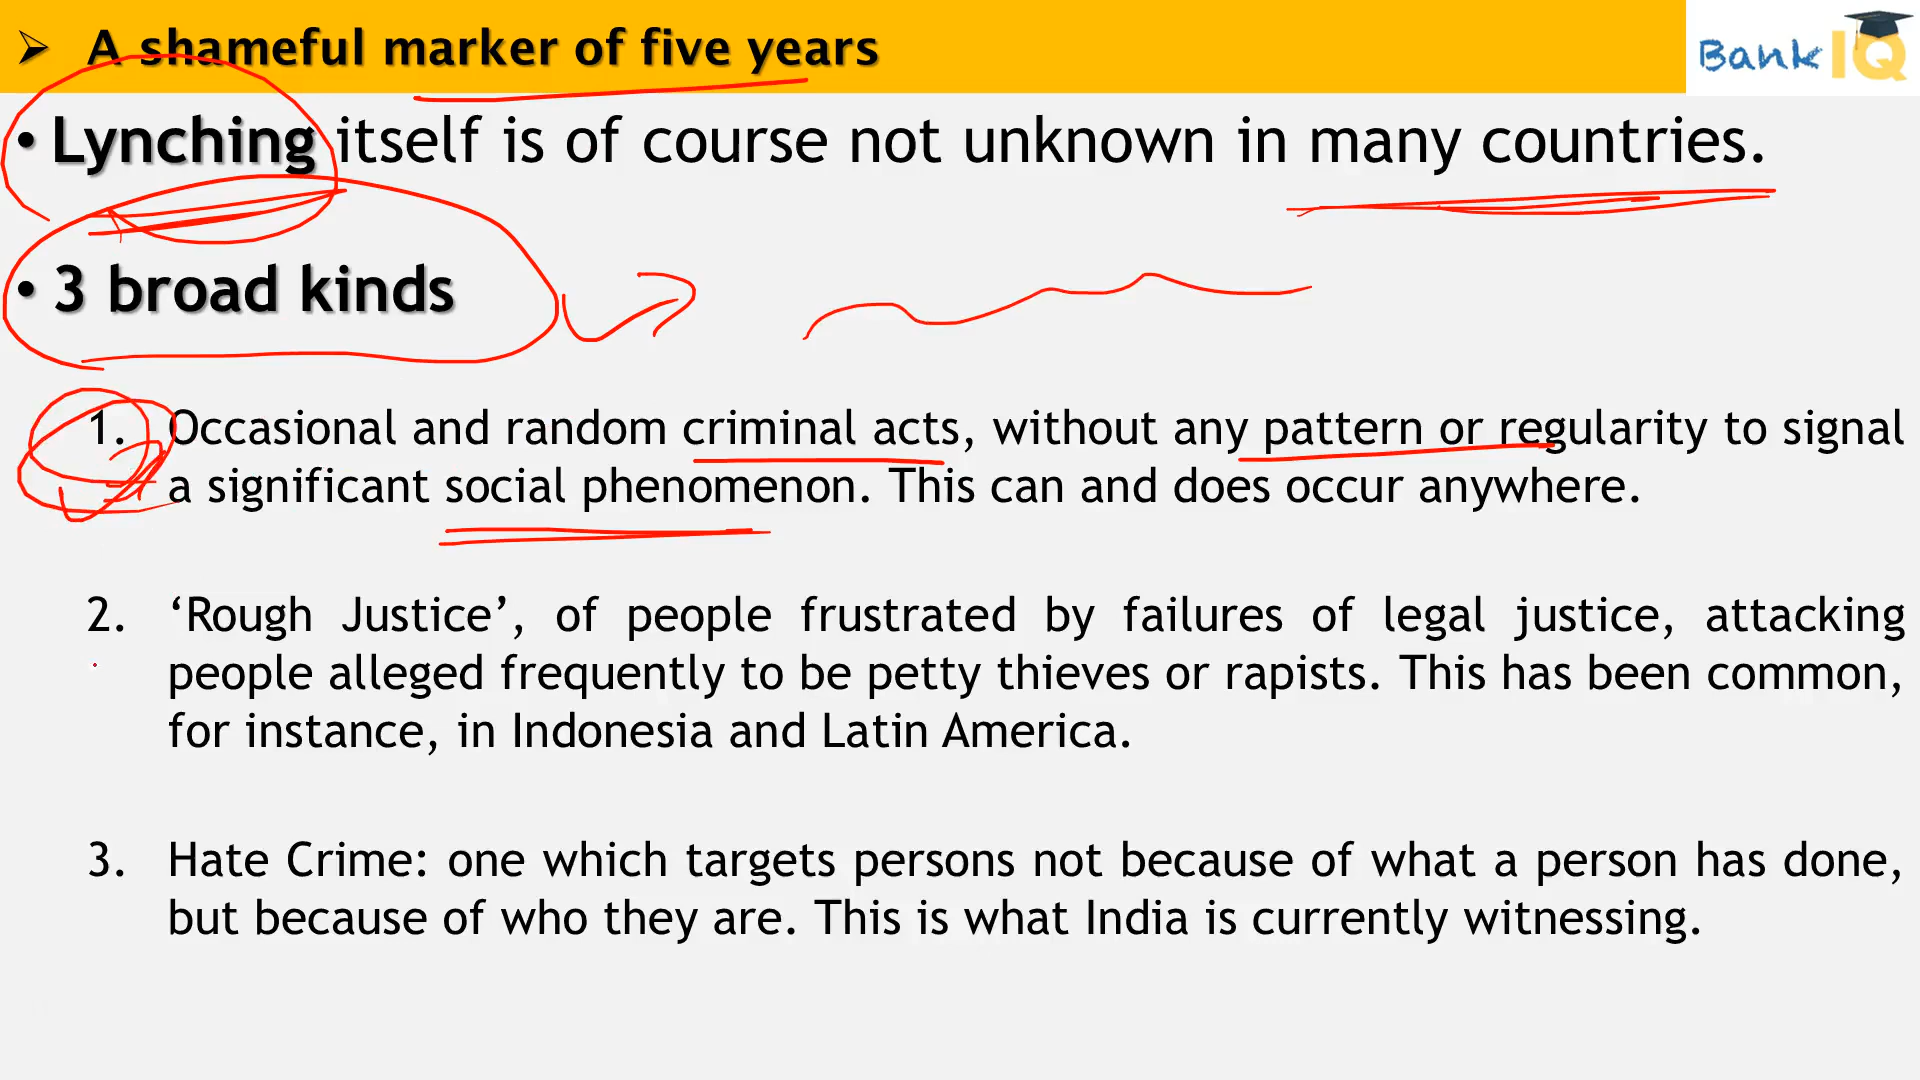 ➢ A shameful marker of five years
Bank IQ
• Lynching itself is of course not unknown in many countries.
• 3 broad kinds
1. Occasional and random criminal acts, without any pattern or regularity to signal
a significant social phenomenon. This can and does occur anywhere.
2. ‘Rough Justice’, of people frustrated by failures of legal justice, attacking
people alleged frequently to be petty thieves or rapists. This has been common,
for instance, in Indonesia and Latin America.
3. Hate Crime: one which targets persons not because of what a person has done,
but because of who they are. This is what India is currently witnessing.